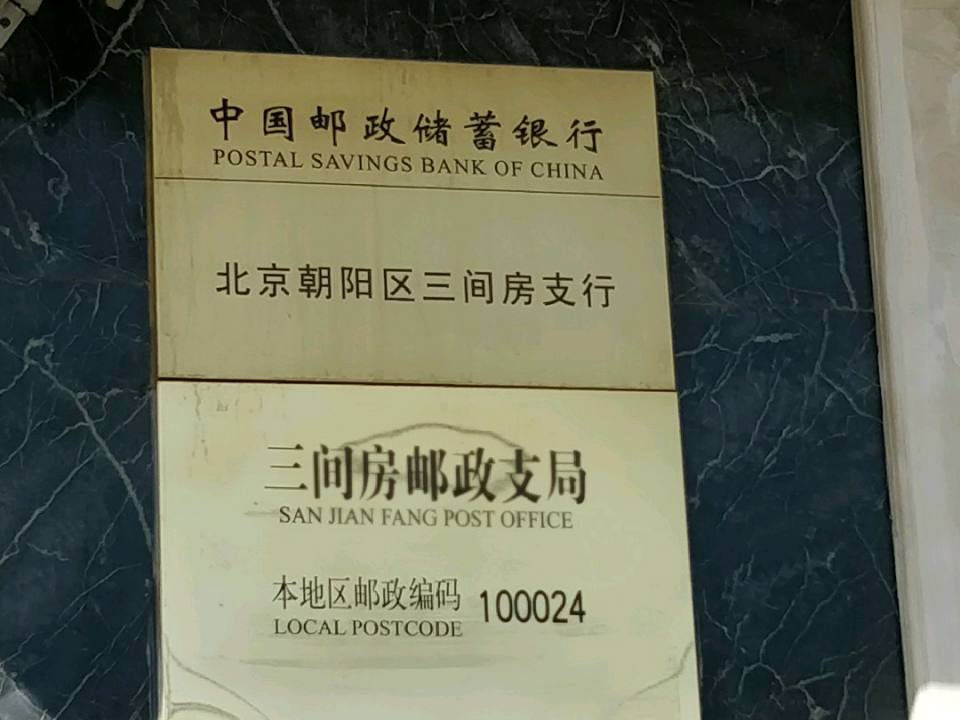 中国邮政储蓄银行
POSTAL SAVINGS BANK OF CHINA
北京朝阳区三间房支行
三间房邮政支局
SAN JIAN FANG POST OFFICE
本地区邮政编码 100024
LOCAL POSTCODE